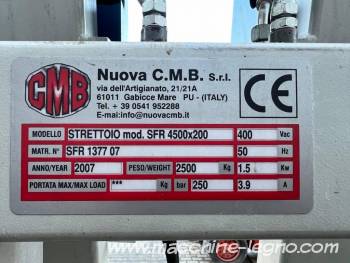 CMB
Nuova C.M.B. S.r.l.
via dell'Artigianato, 21/21A
61011 Gabicce Mare PU - (ITALY)
Tel. + 39 0541 952288
E-mai:info@nuovacmb.it
CE
MODELLO STRETTOIO mod. SFR 4500x200 400 Vac
MATR. N° SFR 1377 07 50 Hz
ANNO/YEAR 2007 PESO/WEIGHT 2500 Kg 1.5 Kw
PORTATA MAX/MAX LOAD *** Kg bar 250 3.9 A
www.macchine-legno.com